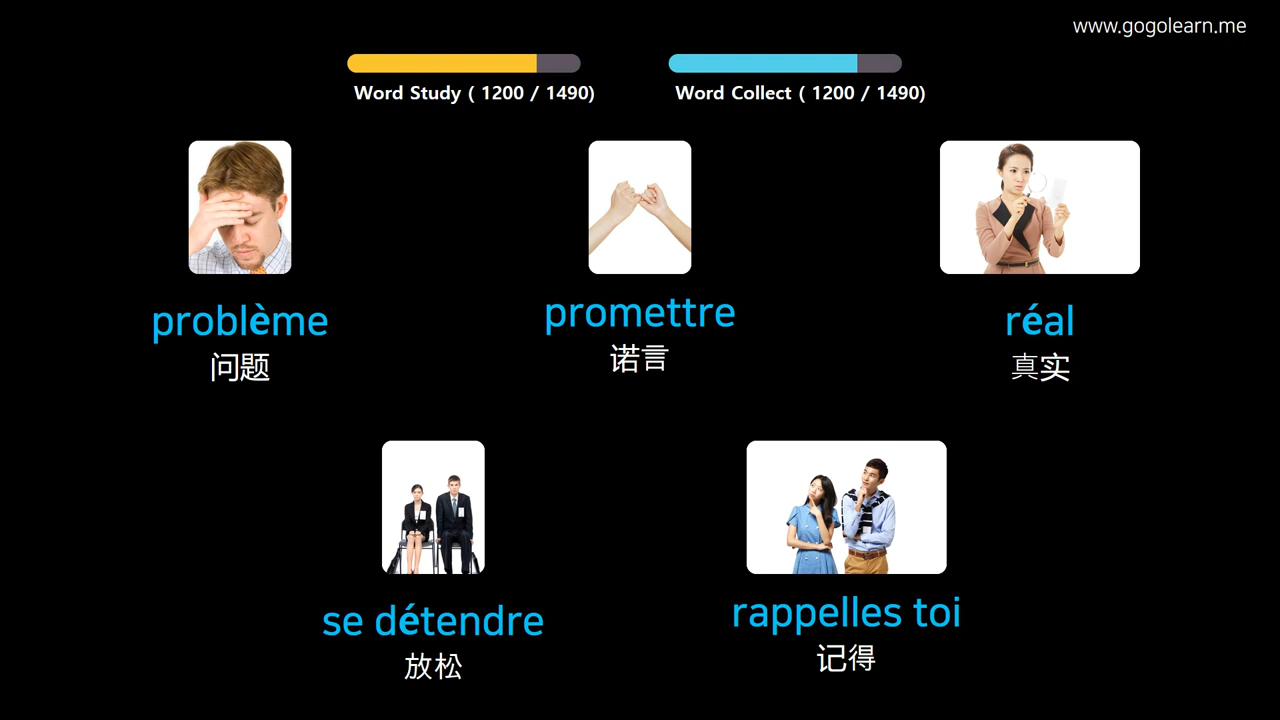 www.gogolearn.me
Word Study ( 1200 / 1490)
Word Collect ( 1200 / 1490)
problème
问题
promettre
诺言
réal
真实
se détendre
放松
rappelles toi
记得